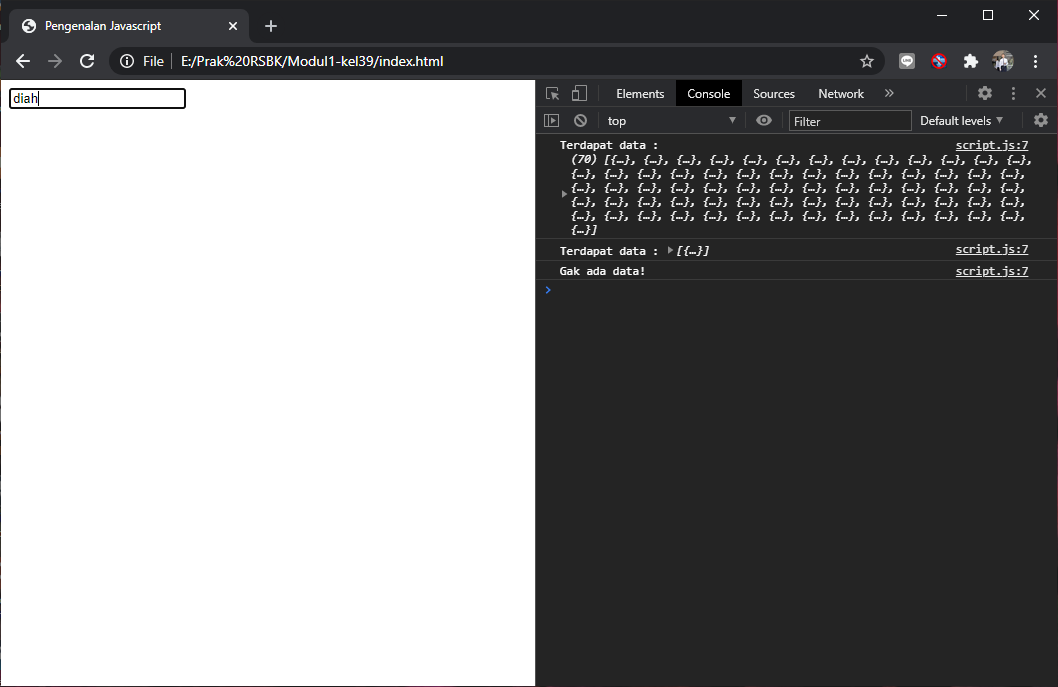 Pengenalan Javascript
File E:/Prak%20RSBK/Modul1-kel39/index.html
diah
Elements Console Sources Network
top Filter Default levels
Terdapat data : script.js:7
(70) [{…}, {…}, {…}, {…}, {…}, {…}, {…}, {…}, {…}, {…}, {…}, {…}, {…},
{…}, {…}, {…}, {…}, {…}, {…}, {…}, {…}, {…}, {…}, {…}, {…}, {…}, {…},
{…}, {…}, {…}, {…}, {…}, {…}, {…}, {…}, {…}, {…}, {…}, {…}, {…}, {…},
{…}, {…}, {…}, {…}, {…}, {…}, {…}, {…}, {…}, {…}, {…}, {…}, {…}, {…},
{…}, {…}, {…}, {…}, {…}, {…}, {…}, {…}, {…}, {…}, {…}, {…}, {…}, {…},
{…}]
Terdapat data : [{…}] script.js:7
Gak ada data! script.js:7